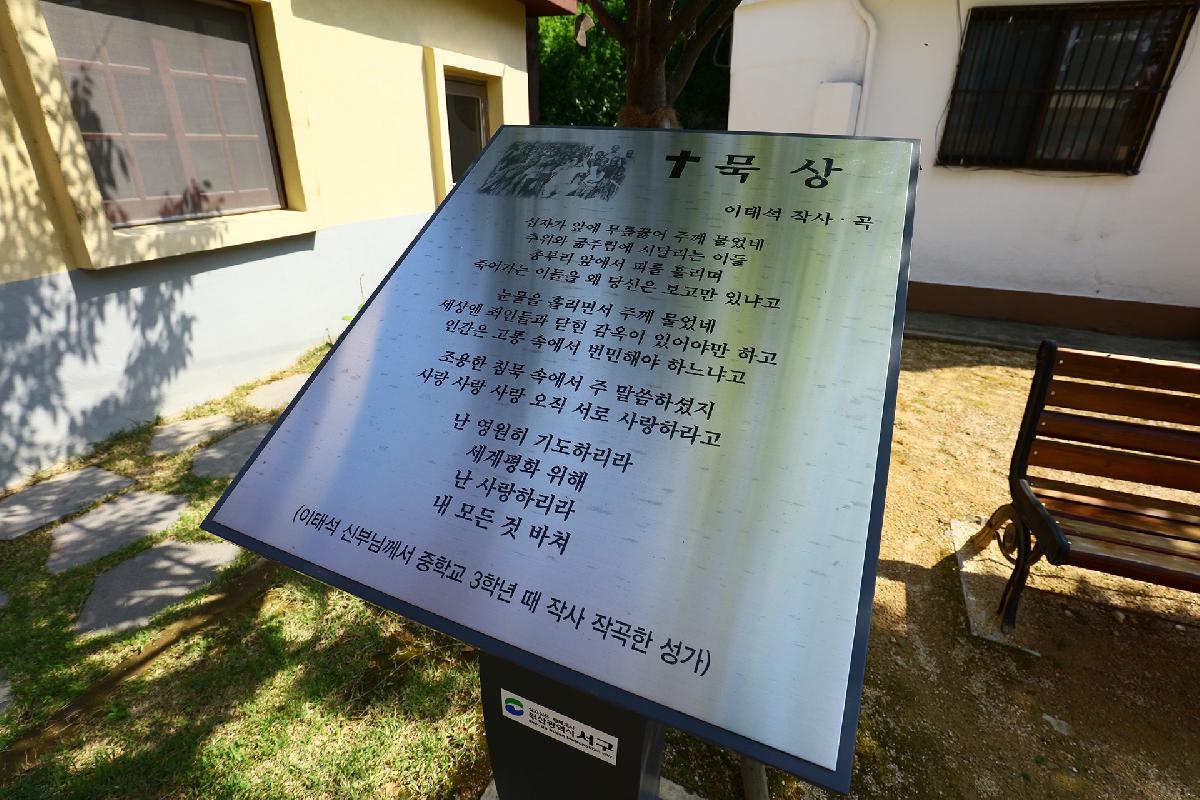 묵 상
이태석 작사·곡
십자가 앞에 무릎꿇어 주께 물었네
추위와 굶주림에 시달리는 이들
총부리 앞에서 피를 흘리며
죽어가는 이들을 왜 당신은 보고만 있냐고
눈물을 흘리면서 주께 물었네
세상엔 죄인들과 닫힌 감옥이 있어야만 하고
인간은 고통 속에서 번민해야 하느냐고
조용한 침묵 속에서 주 말씀하셨지
사랑 사랑 사랑 오직 서로 사랑하라고
난 영원히 기도하리라
세계평화 위해
난 사랑하리라
내 모든 것 바쳐
(이태석 신부님께서 중학교 3학년 때 작사 작곡한 성가)
부산광역시 서구